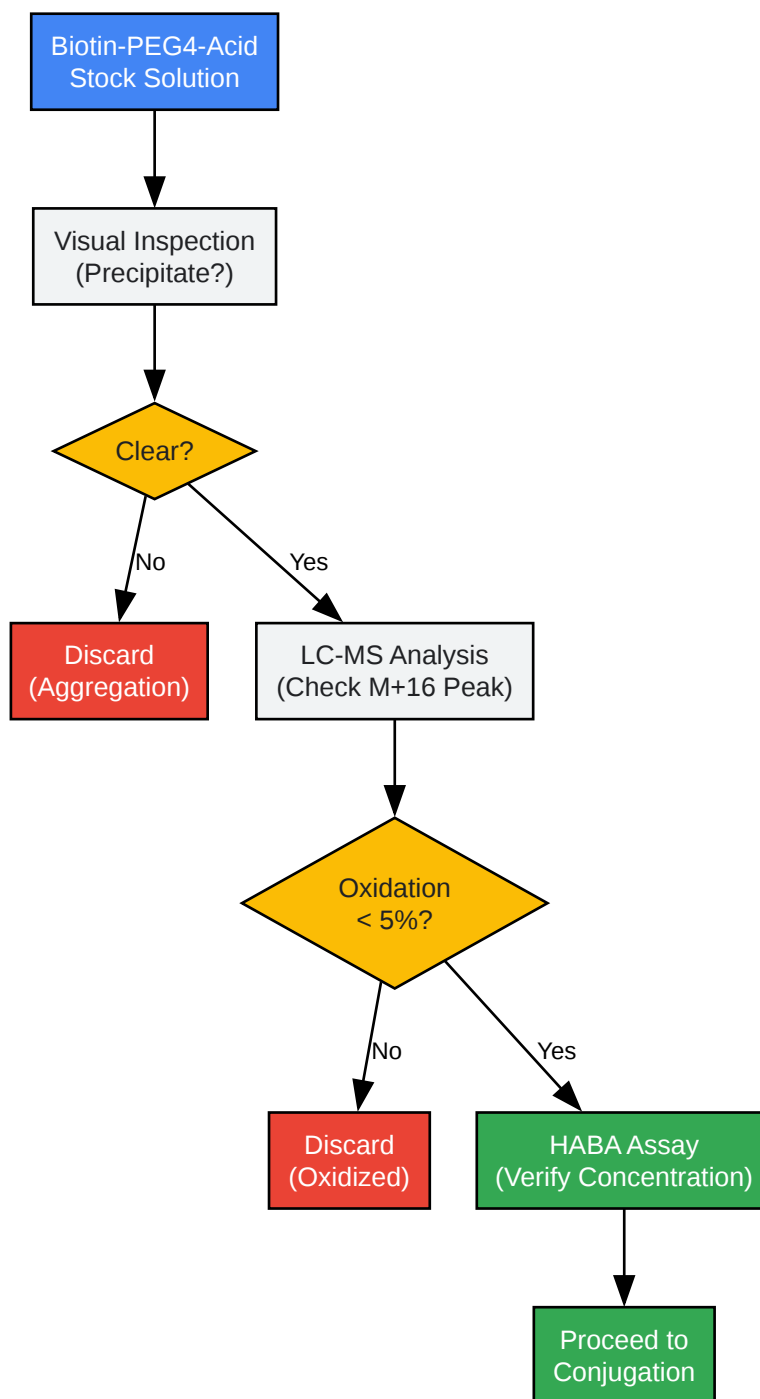 Biotin-PEG4-Acid
Stock Solution
Visual Inspection
(Precipitate?)
Clear?
No
Yes
Discard
(Aggregation)
LC-MS Analysis
(Check M+16 Peak)
Oxidation
< 5%?
No
Yes
Discard
(Oxidized)
HABA Assay
(Verify Concentration)
Proceed to
Conjugation